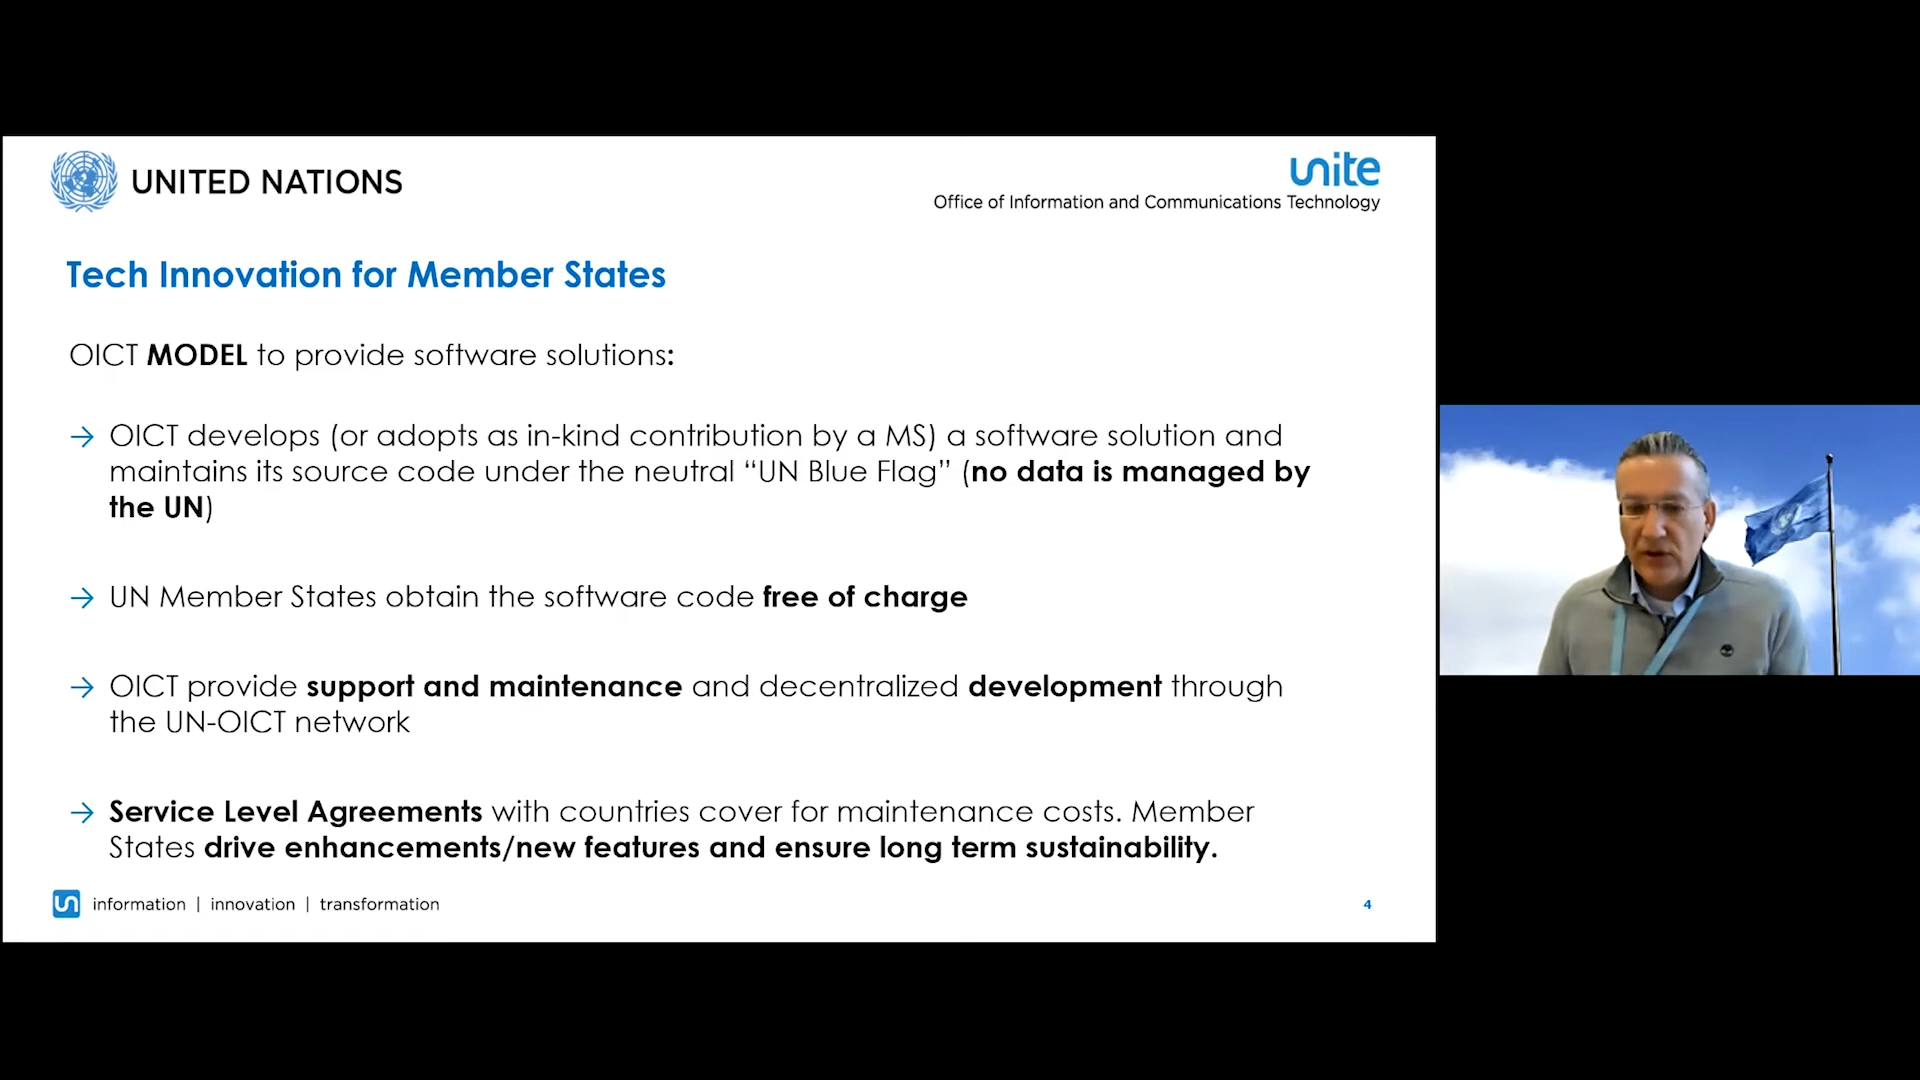 UNITED NATIONS
unite
Office of Information and Communications Technology
Tech Innovation for Member States
OICT MODEL to provide software solutions:
→ OICT develops (or adopts as in-kind contribution by a MS) a software solution and
maintains its source code under the neutral “UN Blue Flag” (no data is managed by
the UN)
→ UN Member States obtain the software code free of charge
→ OICT provide support and maintenance and decentralized development through
the UN-OICT network
→ Service Level Agreements with countries cover for maintenance costs. Member
States drive enhancements/new features and ensure long term sustainability.
un information | innovation | transformation
4